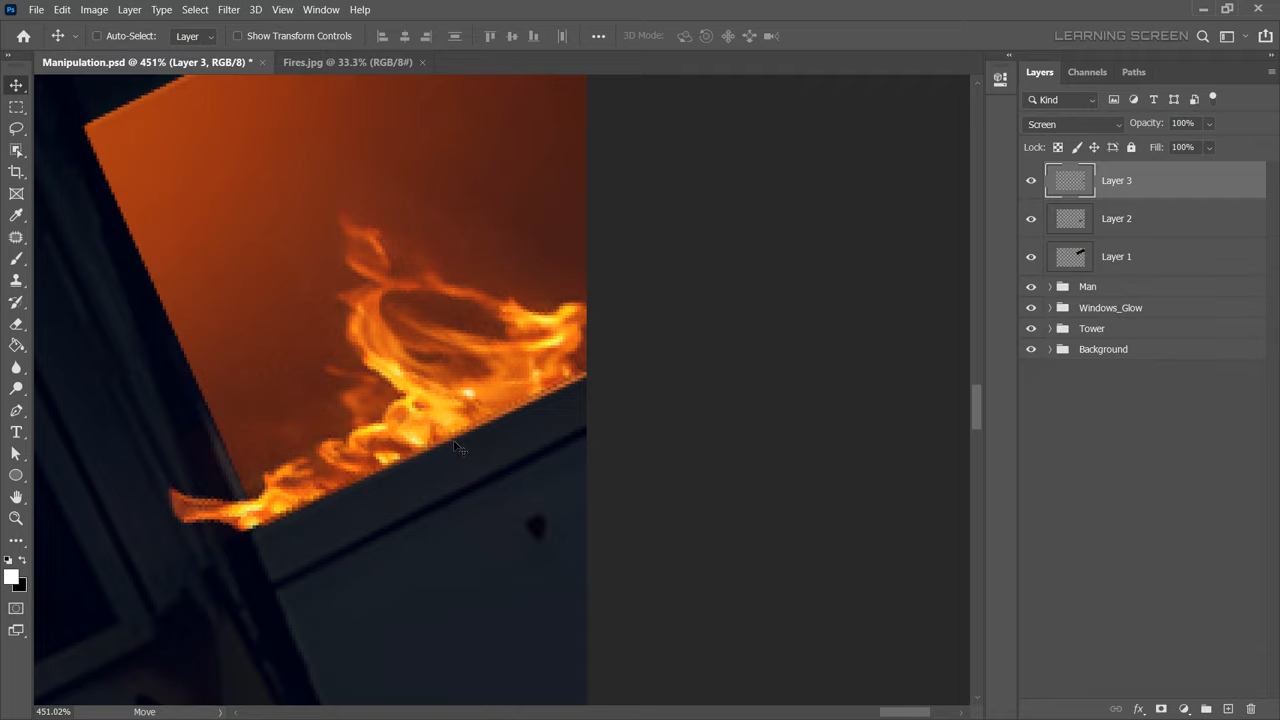 Ps File Edit Image Layer Type Select Filter 3D View Window Help
Auto-Select: Layer Show Transform Controls 3D Mode: LEARNING SCREEN
Manipulation.psd @ 451% (Layer 3, RGB/8) * Fires.jpg @ 33.3% (RGB/8#)
Layers Channels Paths
Kind
Screen Opacity: 100%
Lock: Fill: 100%
Layer 3
Layer 2
Layer 1
Man
Windows_Glow
Tower
Background
451.02% Move